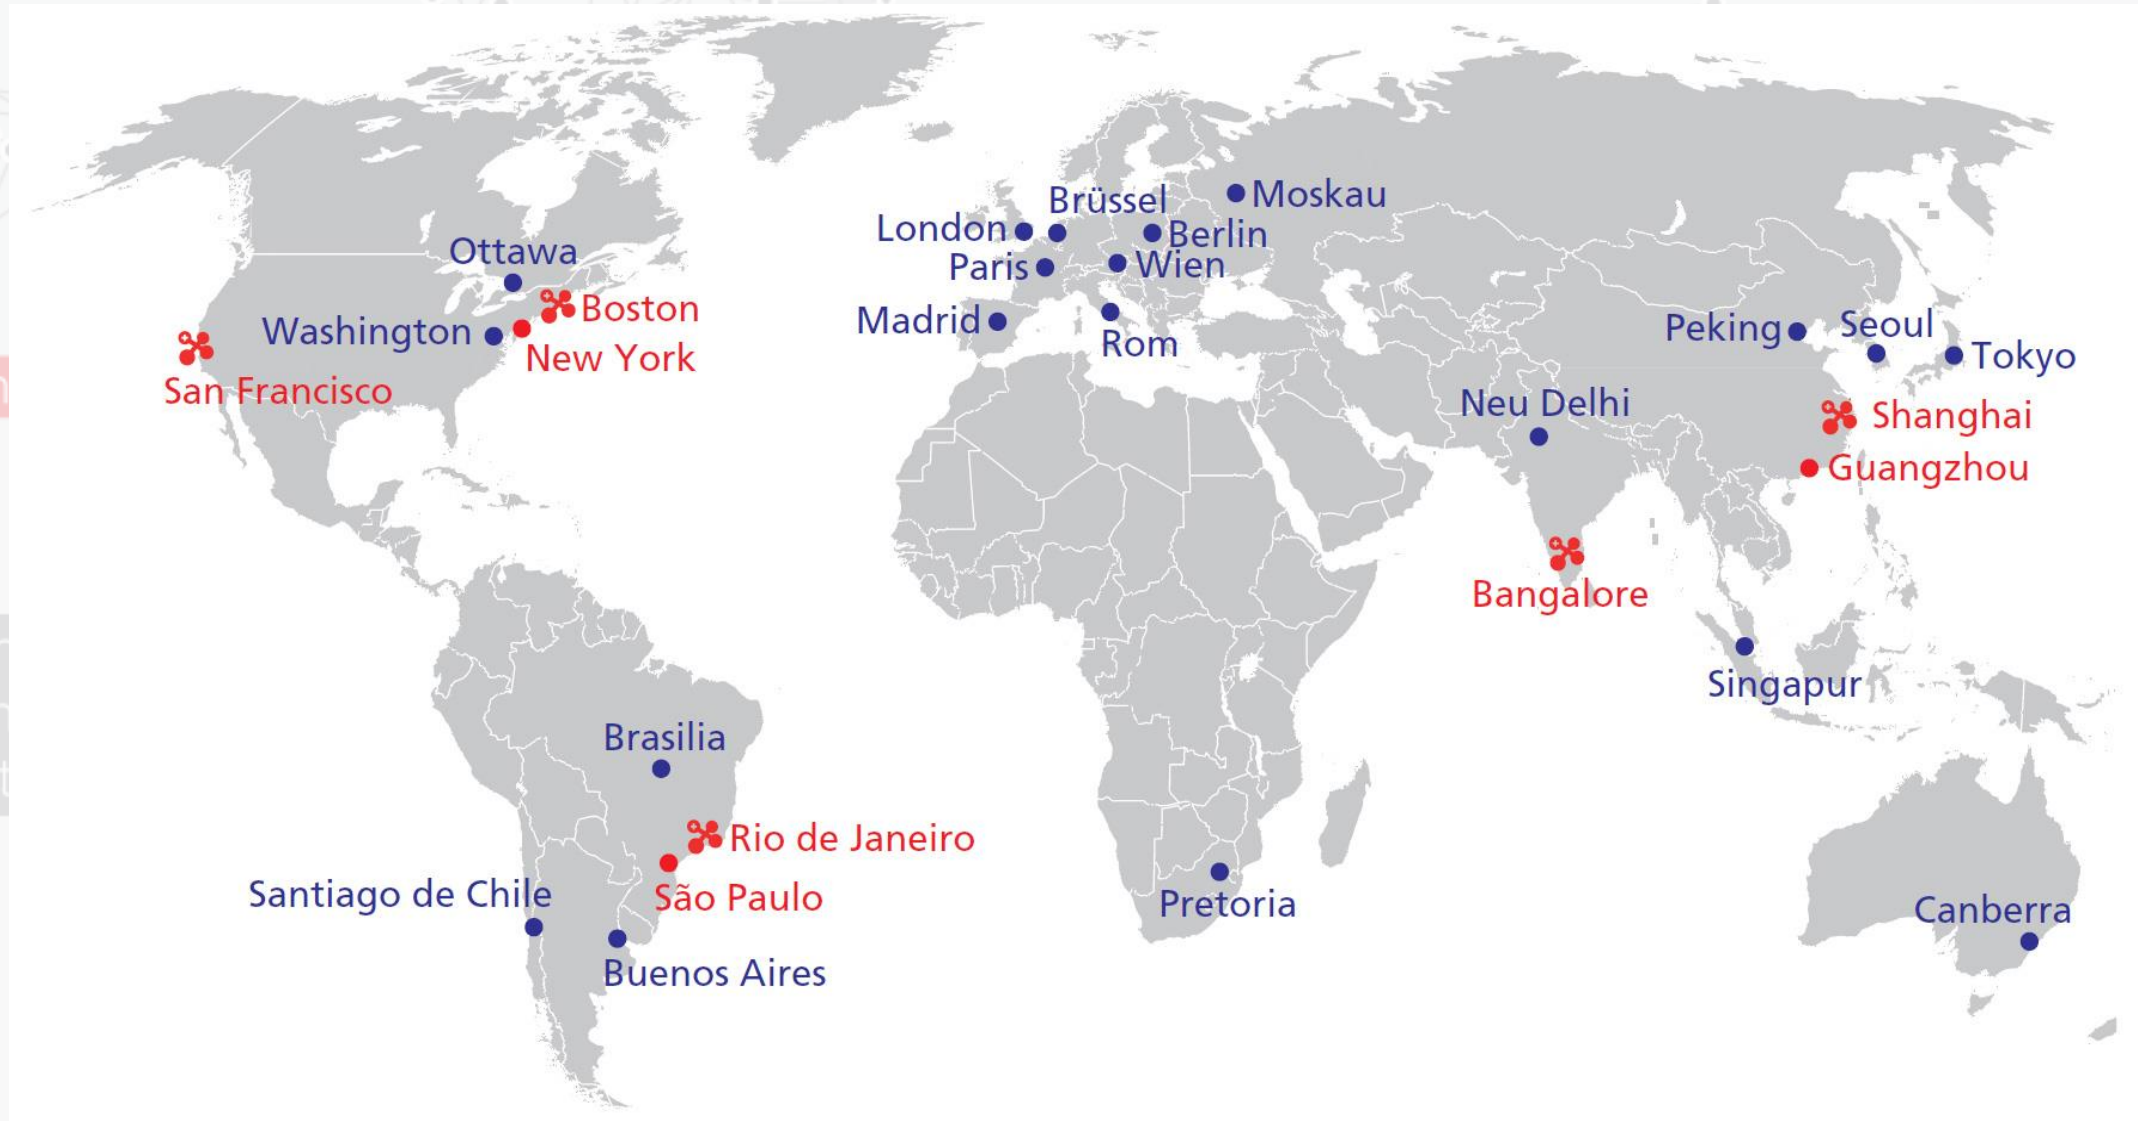 Moskau
Brüssel
London
Berlin
Paris
Wien
Madrid
Rom
Ottawa
Boston
Washington
New York
San Francisco
Peking
Seoul
Tokyo
Neu Delhi
Shanghai
Guangzhou
Bangalore
Singapur
Brasilia
Rio de Janeiro
Santiago de Chile
São Paulo
Buenos Aires
Pretoria
Canberra